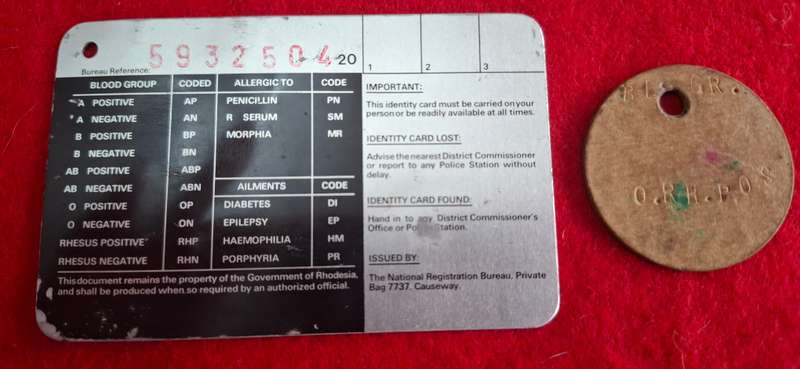 Bureau Reference: 5932504 20
1 2 3
BLOOD GROUP CODED ALLERGIC TO CODE
A POSITIVE AP PENICILLIN PN
A NEGATIVE AN R SERUM SM
B POSITIVE BP MORPHIA MR
B NEGATIVE BN
AB POSITIVE ABP
AB NEGATIVE ABN AILMENTS CODE
O POSITIVE OP DIABETES DI
O NEGATIVE ON EPILEPSY EP
RHESUS POSITIVE RHP HAEMOPHILIA HM
RHESUS NEGATIVE RHN PORPHYRIA PR
This document remains the property of the Government of Rhodesia,
and shall be produced when so required by an authorized official.
IMPORTANT:
This identity card must be carried on your
person or be readily available at all times.
IDENTITY CARD LOST:
Advise the nearest District Commissioner
or report to any Police Station without
delay.
IDENTITY CARD FOUND:
Hand in to any District Commissioner's
Office or Police Station.
ISSUED BY:
The National Registration Bureau, Private
Bag 7737, Causeway.
BL. GR.
O.RH.POS